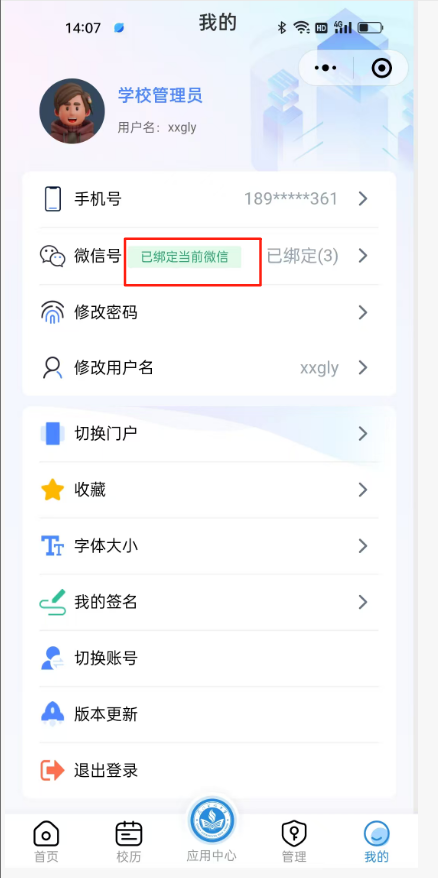 14:07 HD 4G
我的
学校管理员
用户名：xxgly
手机号 189*****361
微信号 已绑定当前微信 已绑定(3)
修改密码
修改用户名 xxgly
切换门户
收藏
字体大小
我的签名
切换账号
版本更新
退出登录
首页 校历 应用中心 管理 我的